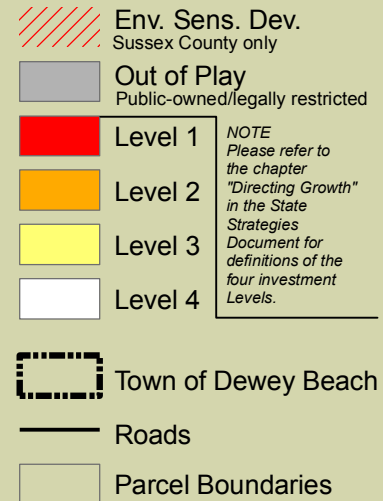 Env. Sens. Dev.
Sussex County only
Out of Play
Public-owned/legally restricted
Level 1
Level 2
Level 3
Level 4
NOTE
Please refer to
the chapter
"Directing Growth"
in the State
Strategies
Document for
definitions of the
four investment
Levels.
Town of Dewey Beach
Roads
Parcel Boundaries